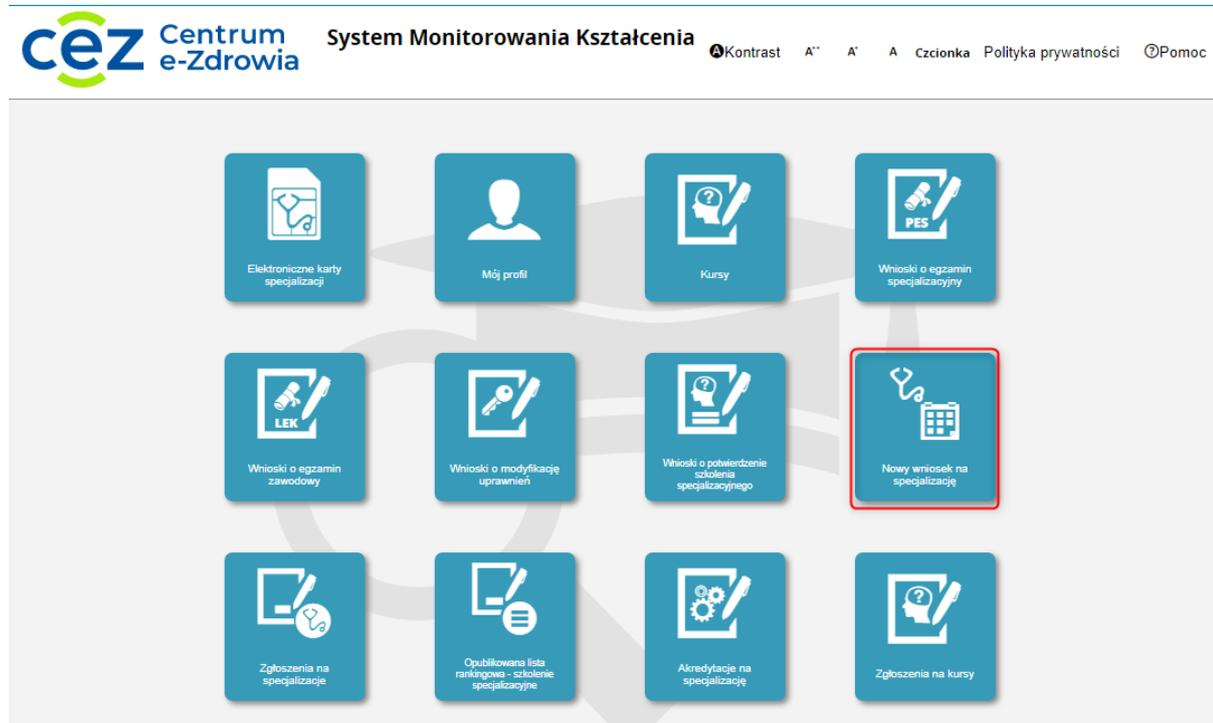 cez Centrum
e-Zdrowia
System Monitorowania Kształcenia
A Kontrast A++ A+ A Czcionka Polityka prywatności ?Pomoc
Elektroniczne karty
specjalizacji
Mój profil
?
Kursy
PES
Wnioski o egzamin
specjalizacyjny
LEK
Wnioski o egzamin
zawodowy
Wnioski o modyfikację
uprawnień
?
Wnioski o potwierdzenie
szkolenia
specjalizacyjnego
Nowy wniosek na
specjalizację
Zgłoszenia na
specjalizacje
Opublikowana lista
rankingowa - szkolenie
specjalizacyjne
Akredytacje na
specjalizację
?
Zgłoszenia na kursy